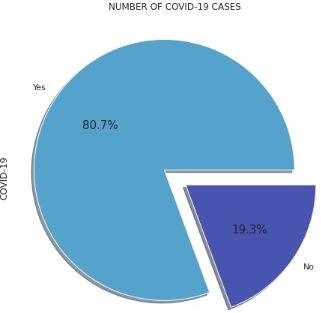 NUMBER OF COVID-19 CASES
Yes
80.7%
COVID-19
19.3%
No